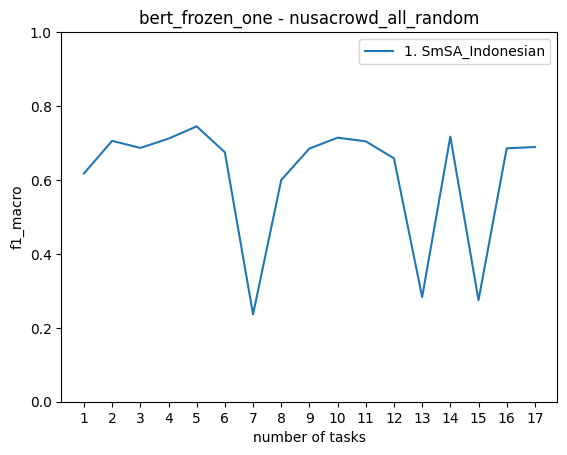 bert_frozen_one - nusacrowd_all_random
1. SmSA_Indonesian
1.0
0.8
0.6
0.4
0.2
0.0
f1_macro
1 2 3 4 5 6 7 8 9 10 11 12 13 14 15 16 17
number of tasks